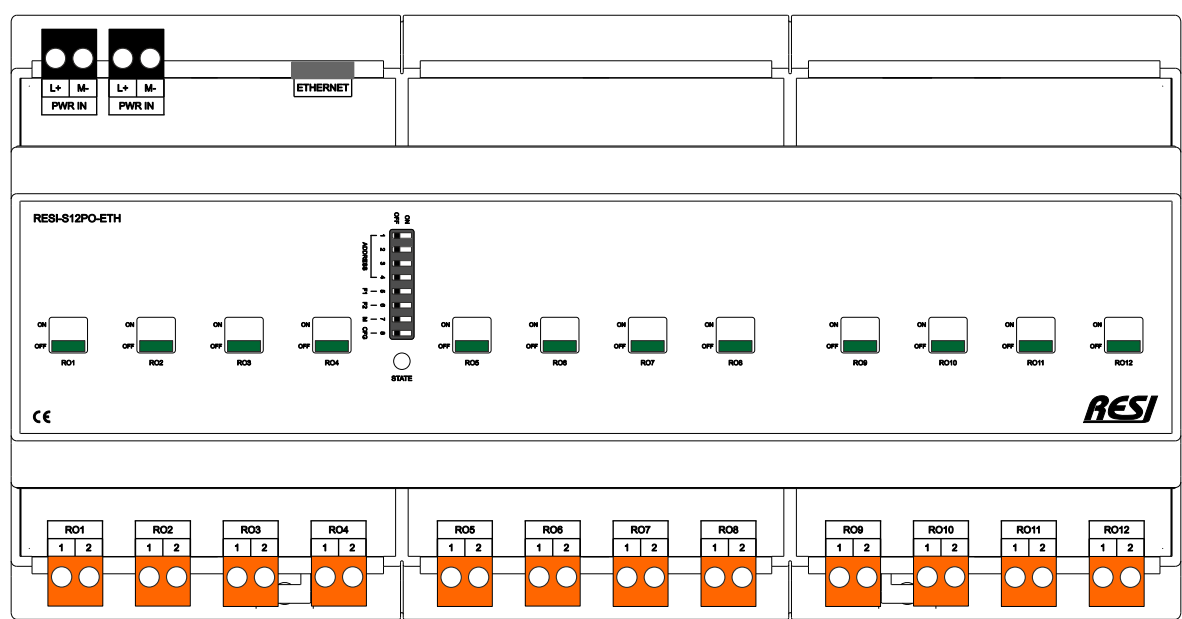 L+ M- L+ M-
PWR IN PWR IN
ETHERNET
RESI-S12PO-ETH
OFF ON
ADDRESS
1
2
3
4
F1 5
F2 6
M 7
CFG 8
ON ON ON ON ON ON ON ON ON ON ON ON
OFF OFF OFF OFF OFF OFF OFF OFF OFF OFF OFF OFF
RO1 RO2 RO3 RO4 RO5 RO6 RO7 RO8 RO9 RO10 RO11 RO12
STATE
CE
RESI
RO1 RO2 RO3 RO4 RO5 RO6 RO7 RO8 RO9 RO10 RO11 RO12
1 2 1 2 1 2 1 2 1 2 1 2 1 2 1 2 1 2 1 2 1 2 1 2